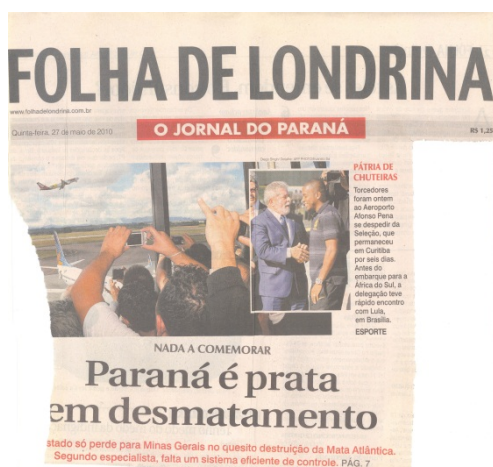 FOLHA DE LONDRINA
www.folhadelondrina.com.br
Quinta-feira, 27 de maio de 2010
O JORNAL DO PARANÁ
R$ 1,25
PÁTRIA DE
CHUTEIRAS
Torcedores
foram ontem
ao Aeroporto
Afonso Pena
se despedir da
Seleção, que
permaneceu
em Curitiba
por seis dias.
Antes do
embarque para a
África do Sul, a
delegação teve
rápido encontro
com Lula,
em Brasília.
ESPORTE
NADA A COMEMORAR
Paraná é prata
em desmatamento
stado só perde para Minas Gerais no quesito destruição da Mata Atlântica.
Segundo especialista, falta um sistema eficiente de controle. PÁG. 7